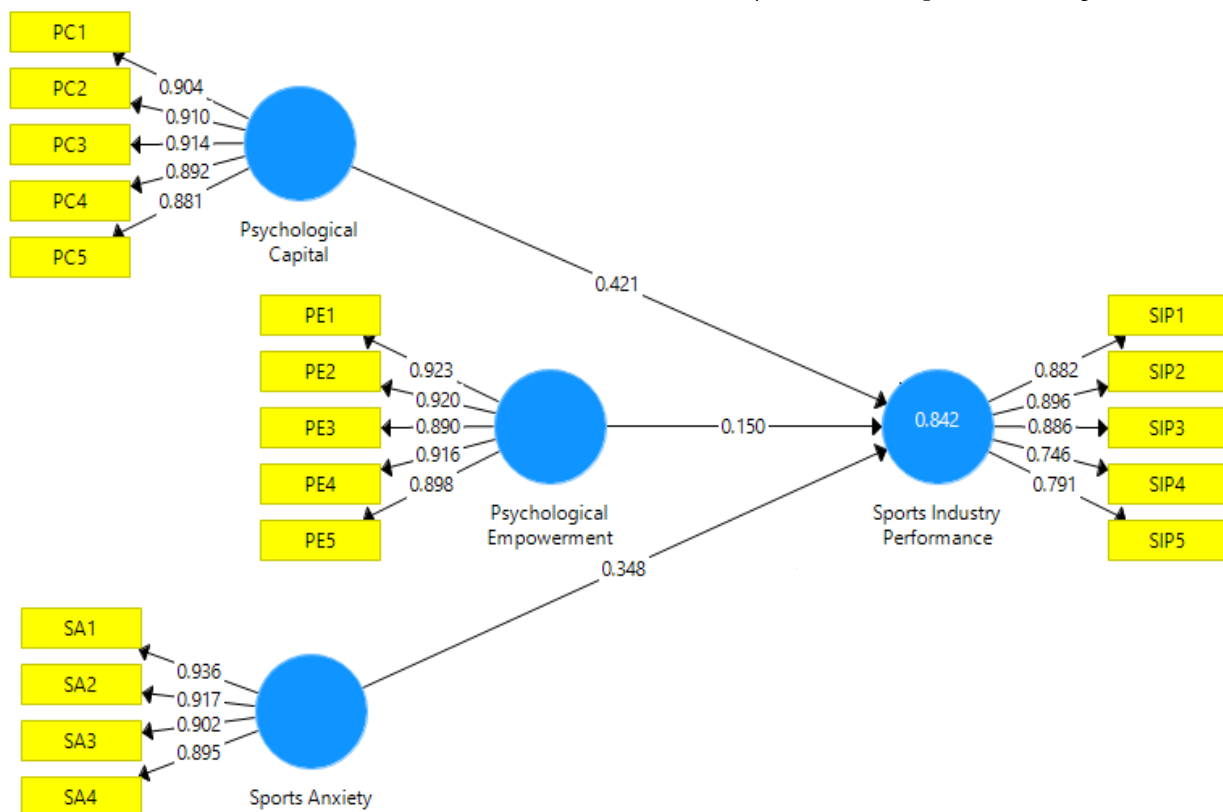 PC1
0.904
PC2
0.910
PC3
0.914
0.892
PC4
0.881
PC5
Psychological
Capital
0.421
PE1
0.923
PE2
0.920
PE3
0.890
0.916
PE4
0.898
PE5
Psychological
Empowerment
0.150
0.842
Sports Industry
Performance
SIP1
0.882
SIP2
0.896
SIP3
0.886
0.746
SIP4
0.791
SIP5
0.348
SA1
0.936
SA2
0.917
0.902
SA3
0.895
SA4
Sports Anxiety